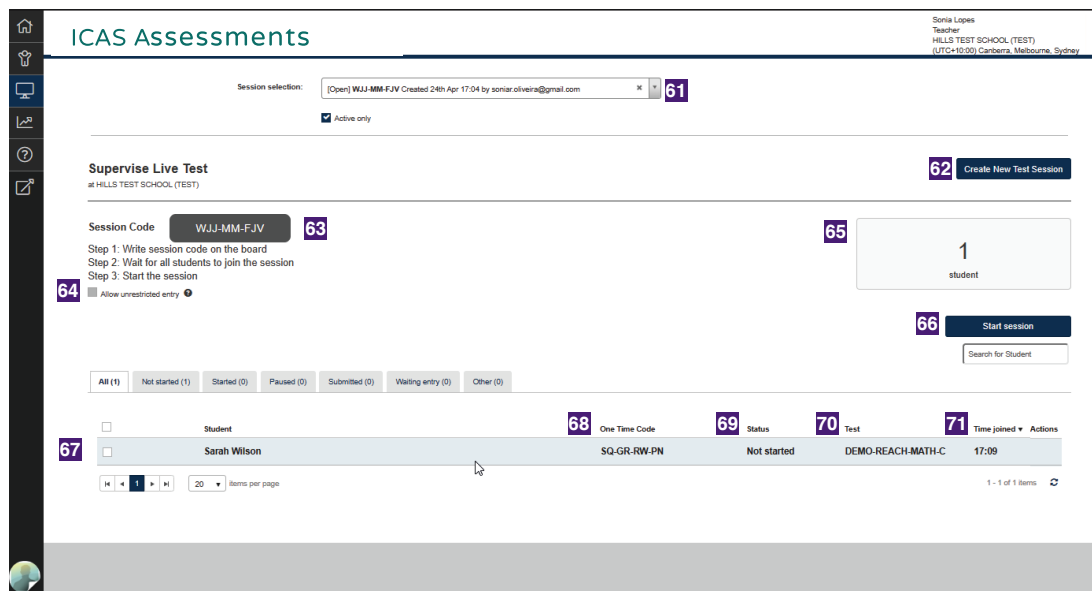 Sonia Lopes
Teacher
HILLS TEST SCHOOL (TEST)
(UTC+10:00) Canberra, Melbourne, Sydney
ICAS Assessments
Session selection: [Open] WJJ-MM-FJV Created 24th Apr 17:04 by soniar.oliveira@gmail.com 61
Active only
Supervise Live Test
at HILLS TEST SCHOOL (TEST)
62 Create New Test Session
Session Code WJJ-MM-FJV 63
Step 1: Write session code on the board
Step 2: Wait for all students to join the session
Step 3: Start the session
64 Allow unrestricted entry
65
1
student
66 Start session
Search for Student
All (1) Not started (1) Started (0) Paused (0) Submitted (0) Waiting entry (0) Other (0)
Student 68 One Time Code 69 Status 70 Test 71 Time joined Actions
67 Sarah Wilson SQ-GR-RW-PN Not started DEMO-REACH-MATH-C 17:09
1 20 items per page 1 - 1 of 1 items